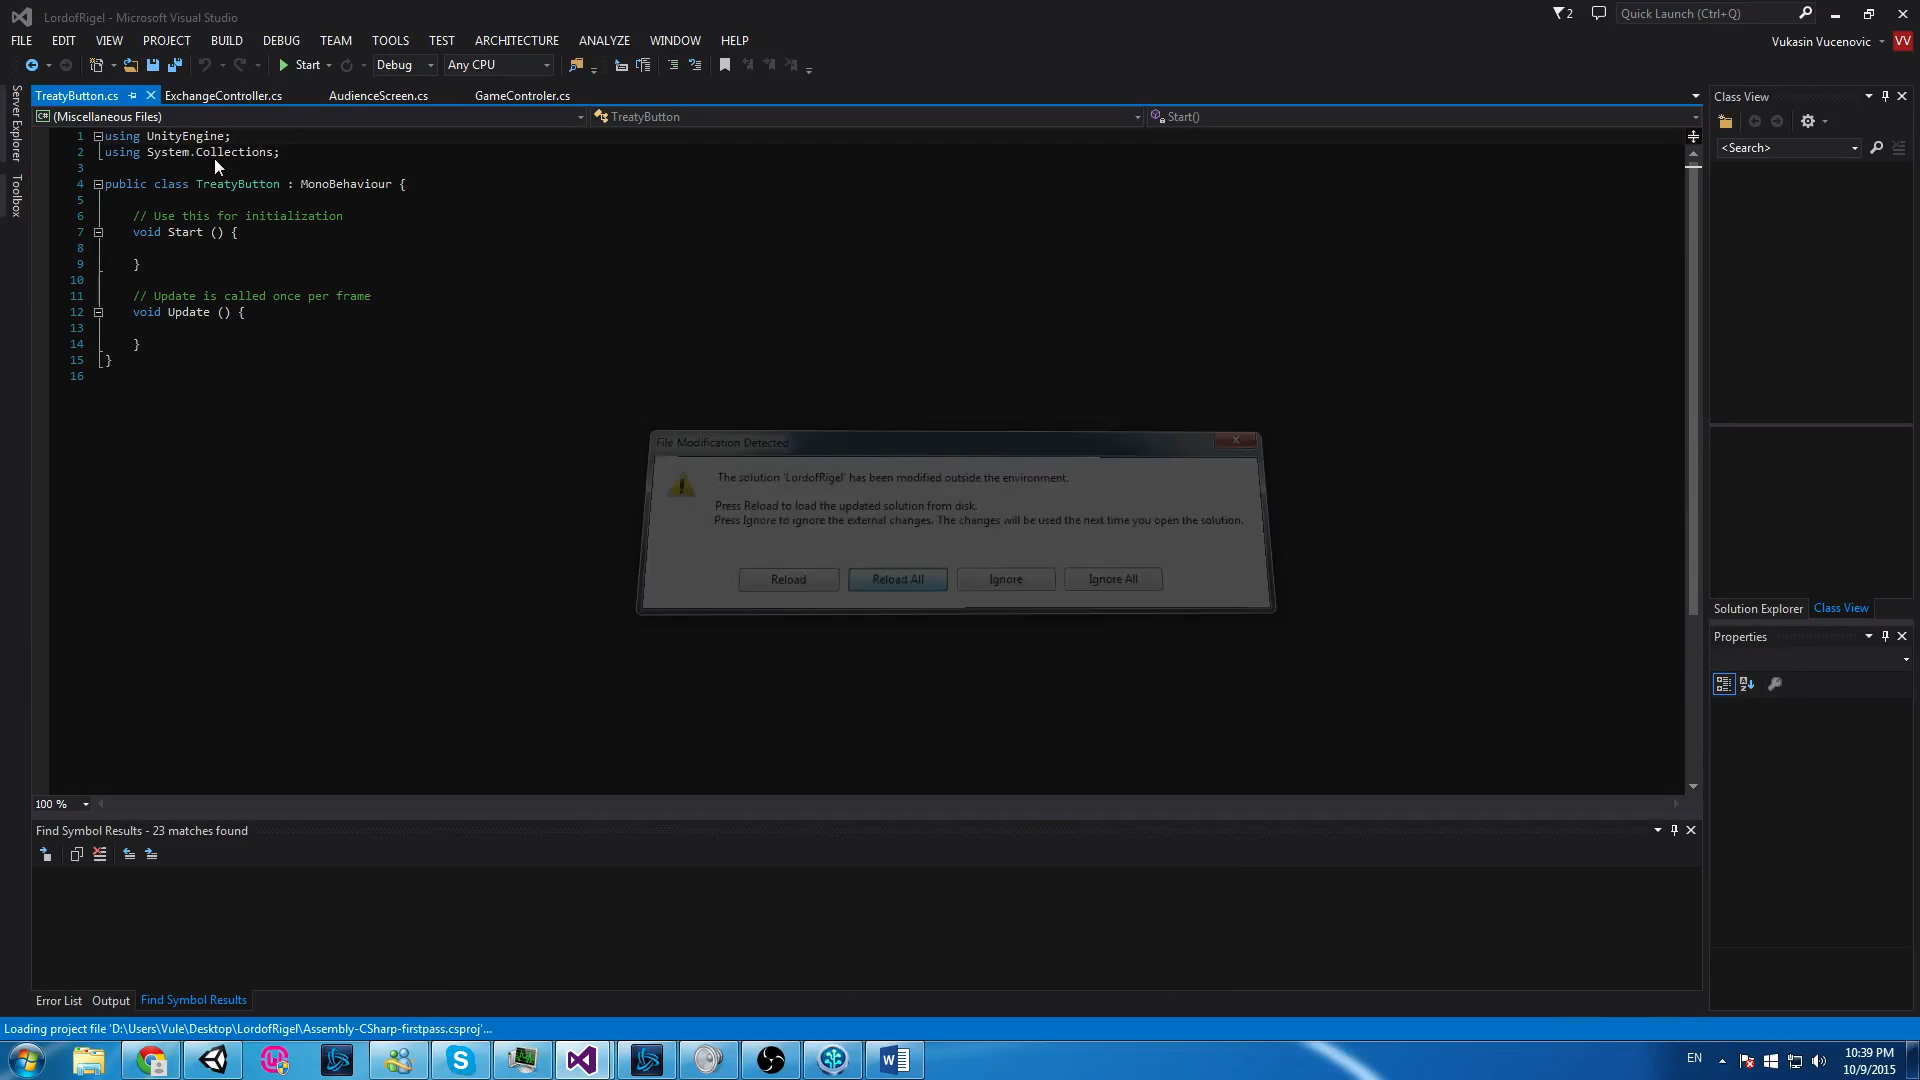 LordofRigel - Microsoft Visual Studio
2
Quick Launch (Ctrl+Q)
FILE EDIT VIEW PROJECT BUILD DEBUG TEAM TOOLS TEST ARCHITECTURE ANALYZE WINDOW HELP
Vukasin Vucenovic VV
Start Debug Any CPU
Server Explorer
Toolbox
TreatyButton.cs ExchangeController.cs AudienceScreen.cs GameControler.cs
(Miscellaneous Files) TreatyButton Start()
1 using UnityEngine;
2 using System.Collections;
3
4 public class TreatyButton : MonoBehaviour {
5
6 // Use this for initialization
7 void Start () {
8
9 }
10
11 // Update is called once per frame
12 void Update () {
13
14 }
15 }
16
File Modification Detected
The solution 'LordofRigel' has been modified outside the environment.
Press Reload to load the updated solution from disk.
Press Ignore to ignore the external changes. The changes will be used the next time you open the solution.
Reload Reload All Ignore Ignore All
Class View
<Search>
Solution Explorer Class View
Properties
100 %
Find Symbol Results - 23 matches found
Error List Output Find Symbol Results
Loading project file 'D:\Users\Vule\Desktop\LordofRigel\Assembly-CSharp-firstpass.csproj'...
EN
10:39 PM
10/9/2015